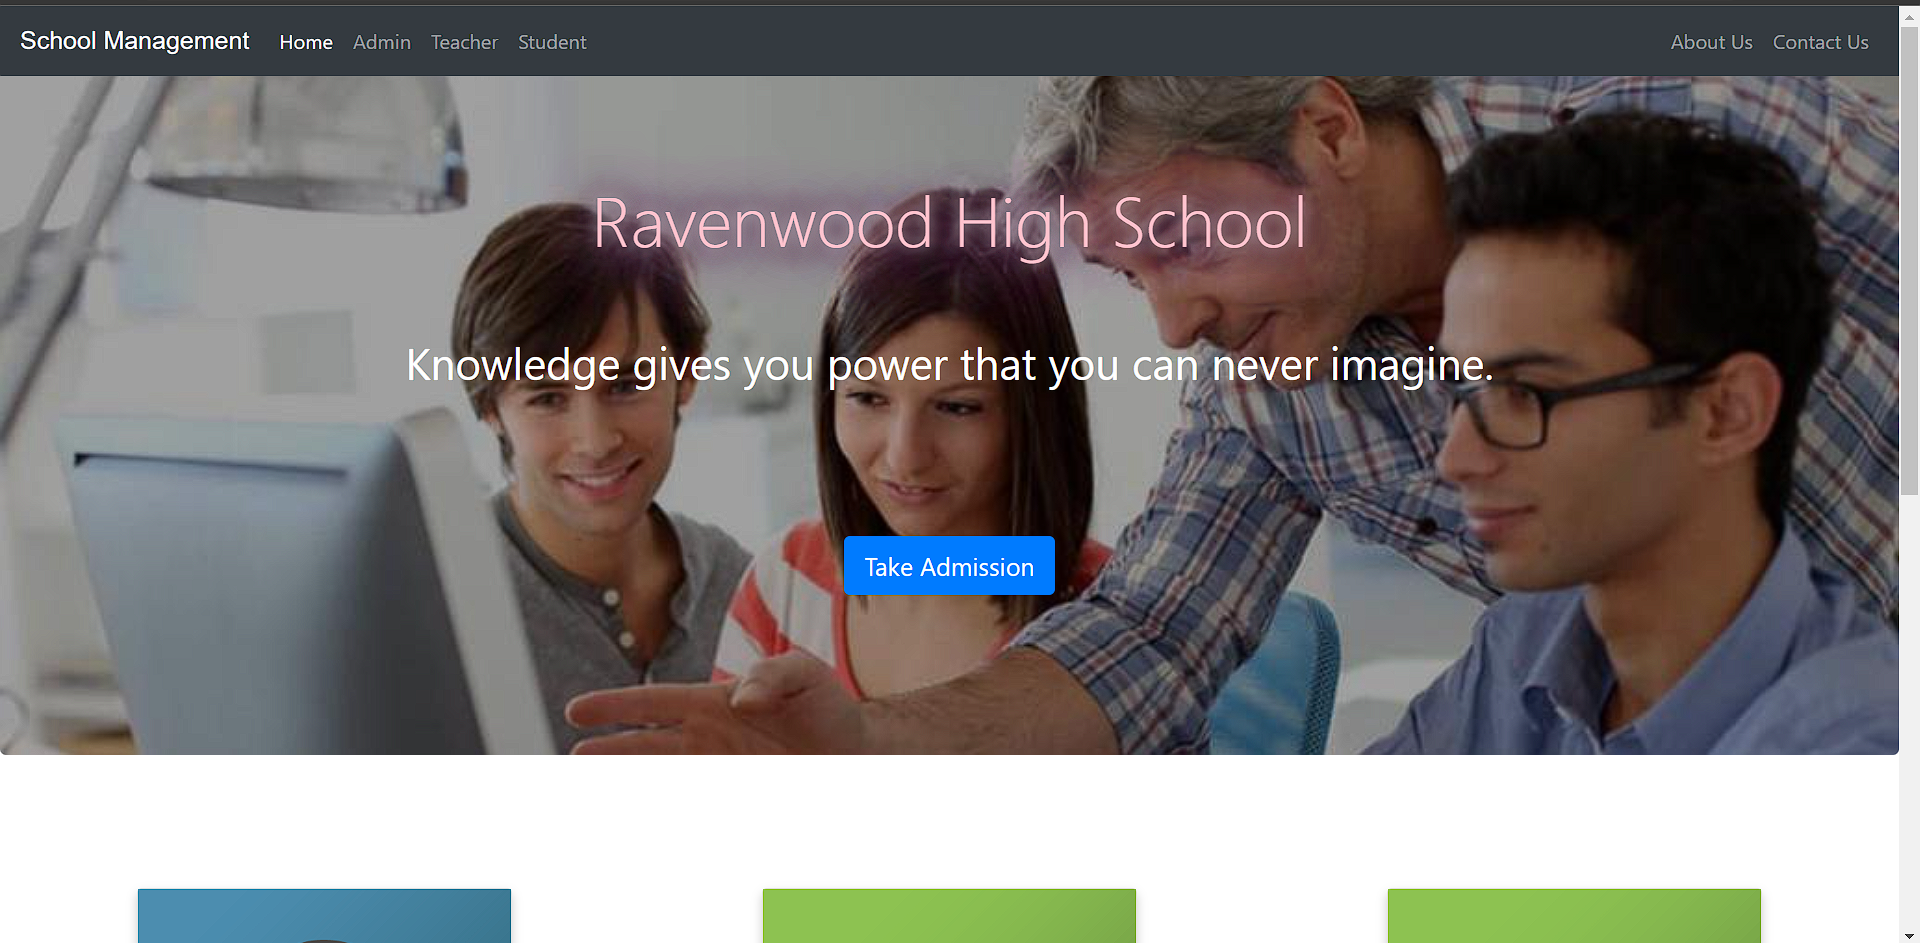 School Management Home Admin Teacher Student About Us Contact Us
Ravenwood High School
Knowledge gives you power that you can never imagine.
Take Admission